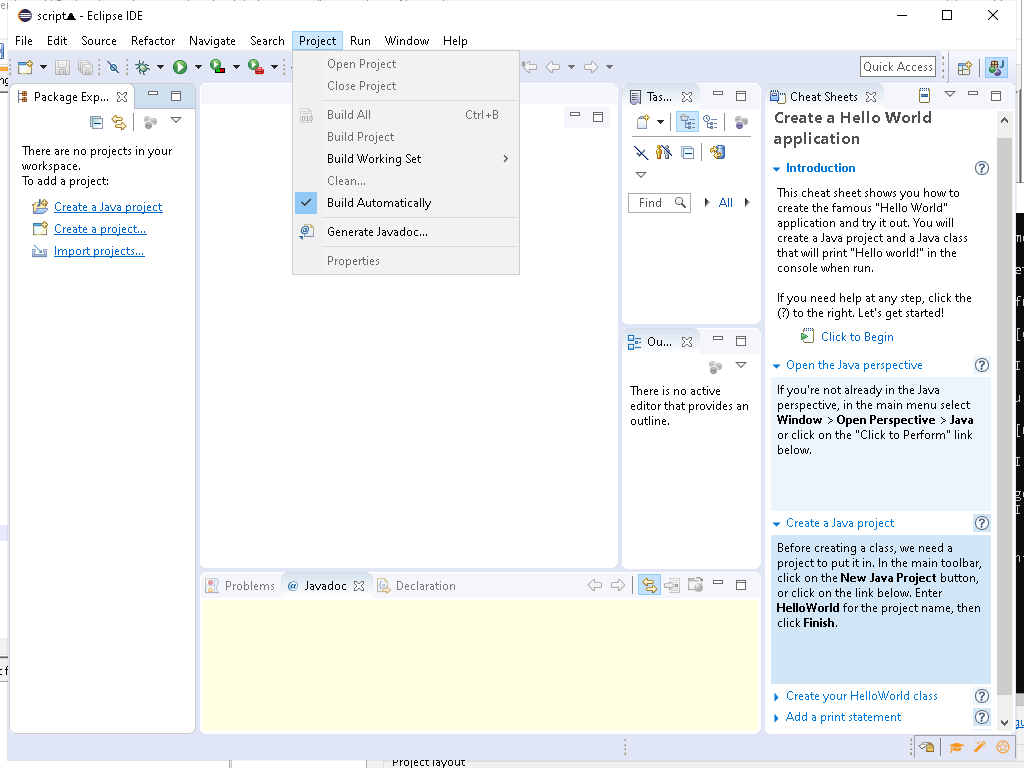 script▲ - Eclipse IDE
File Edit Source Refactor Navigate Search Project Run Window Help
Quick Access
Open Project
Close Project
Build All Ctrl+B
Build Project
Build Working Set
Clean...
Build Automatically
Generate Javadoc...
Properties
Package Exp...
There are no projects in your
workspace.
To add a project:
Create a Java project
Create a project...
Import projects...
Tas...
Find
All
Ou...
There is no active
editor that provides an
outline.
Problems @ Javadoc Declaration
Cheat Sheets
Create a Hello World
application
Introduction
This cheat sheet shows you how to
create the famous "Hello World"
application and try it out. You will
create a Java project and a Java class
that will print "Hello world!" in the
console when run.
If you need help at any step, click the
(?) to the right. Let's get started!
Click to Begin
Open the Java perspective
If you're not already in the Java
perspective, in the main menu select
Window > Open Perspective > Java
or click on the "Click to Perform" link
below.
Create a Java project
Before creating a class, we need a
project to put it in. In the main toolbar,
click on the New Java Project button,
or click on the link below. Enter
HelloWorld for the project name, then
click Finish.
Create your HelloWorld class
Add a print statement
Project layout